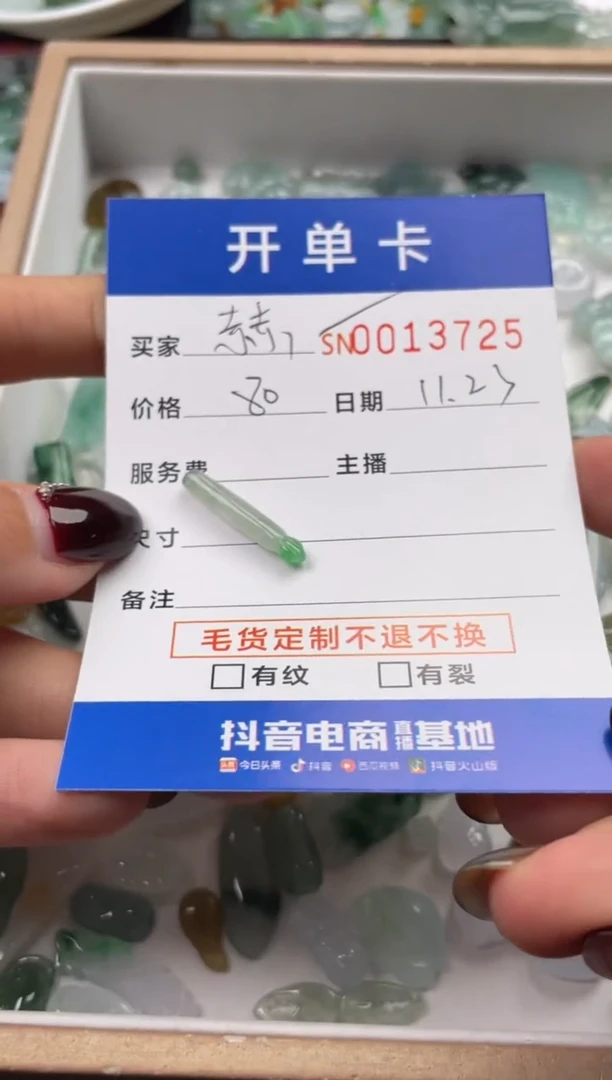 开单卡
买家 SN0013725
价格 80 日期 11.23
服务费 主播
尺寸
备注
毛货定制不退不换
有纹 有裂
抖音电商直播基地
今日头条 抖音 西瓜视频 抖音火山版